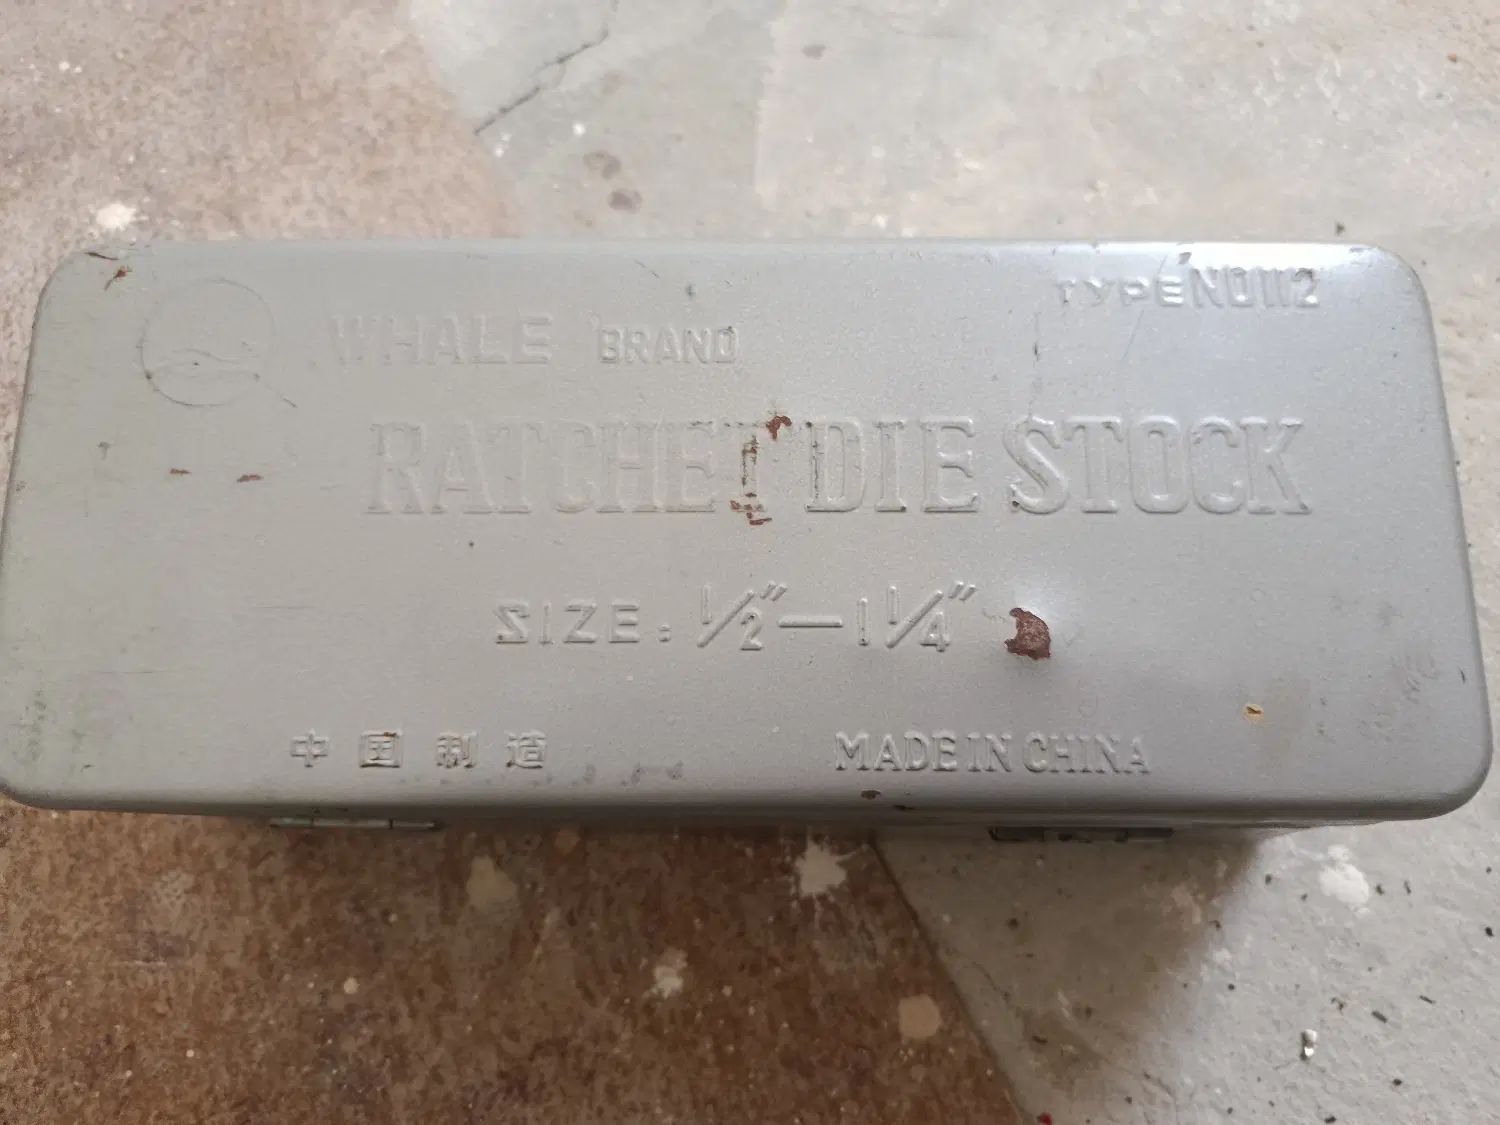 TYPE NO112
WHALE BRAND
RATCHET DIE STOCK
SIZE: 1/2"—1 1/4"
中国制造 MADE IN CHINA